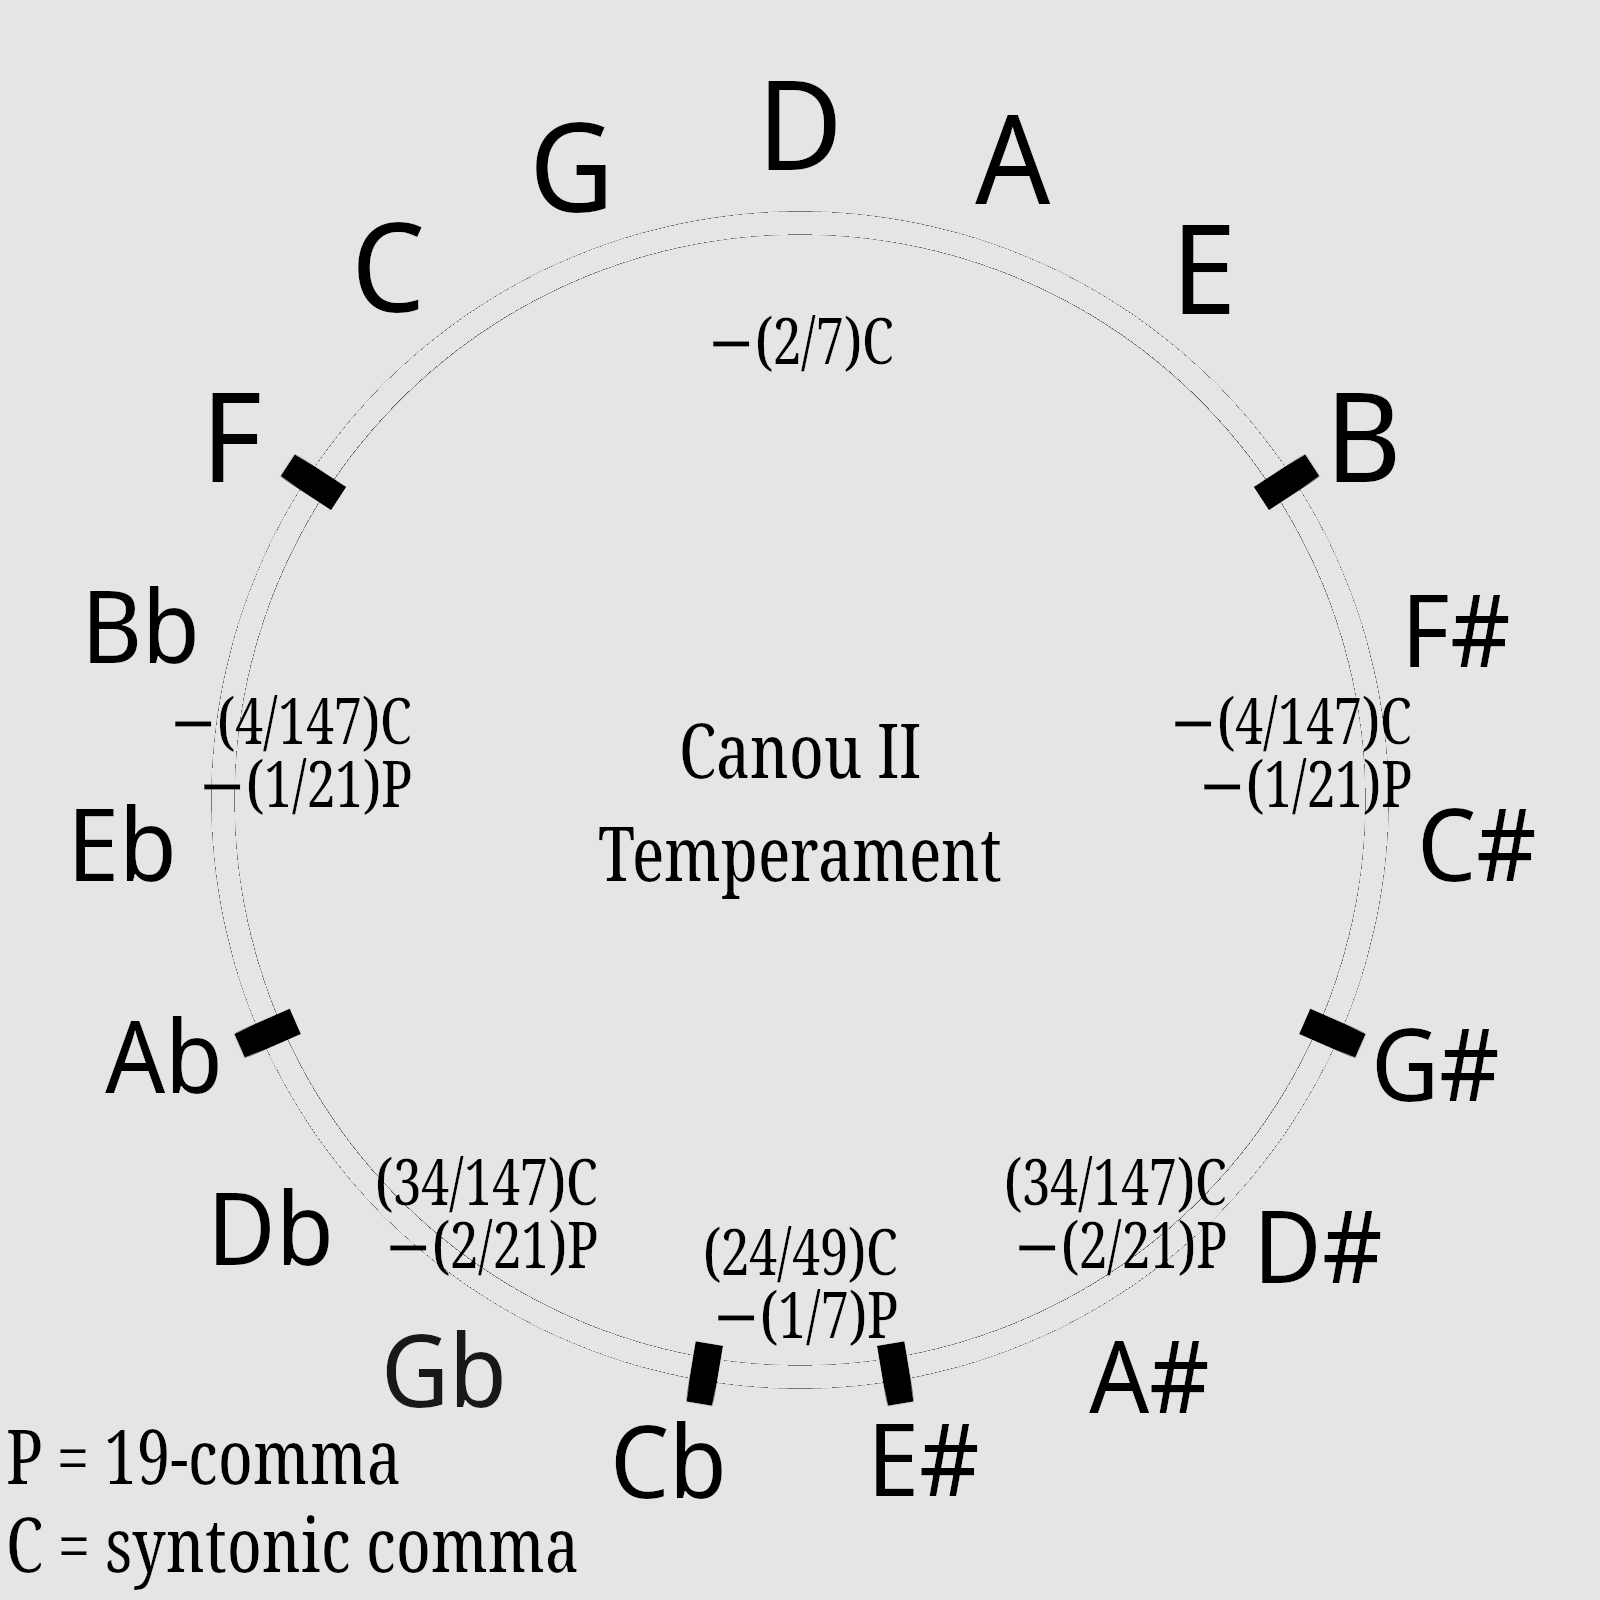 D
G
A
C
E
−(2/7)C
F
B
Bb
F#
−(4/147)C
−(1/21)P
−(4/147)C
−(1/21)P
Canou II
Temperament
Eb
C#
Ab
G#
(34/147)C
−(2/21)P
(24/49)C
−(1/7)P
(34/147)C
−(2/21)P
Db
D#
Gb
A#
Cb
E#
P = 19-comma
C = syntonic comma